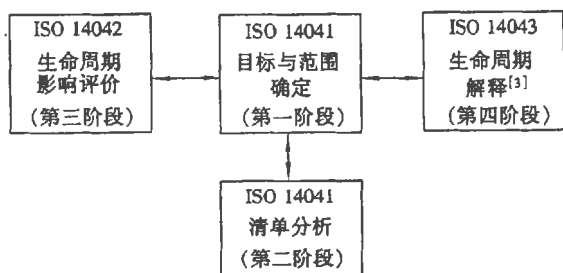 ISO 14042
生命周期
影响评价
(第三阶段)
ISO 14041
目标与范围
确定
(第一阶段)
ISO 14043
生命周期
解释[3]
(第四阶段)
ISO 14041
清单分析
(第二阶段)